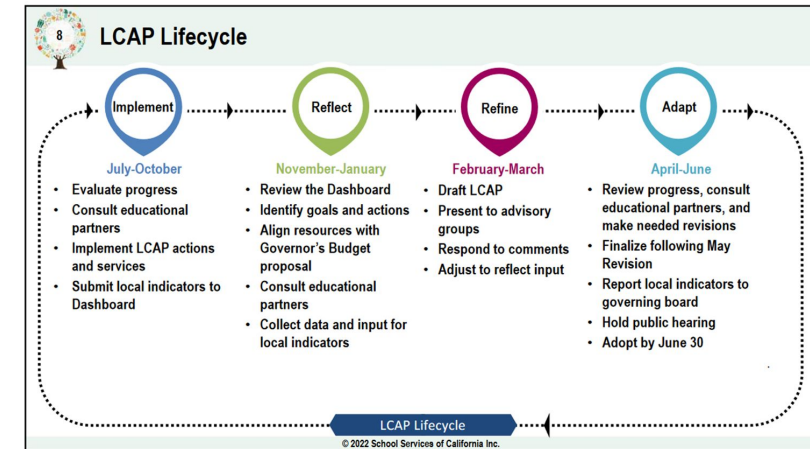 8
LCAP Lifecycle
Implement
July-October
• Evaluate progress
• Consult educational
partners
• Implement LCAP actions
and services
• Submit local indicators to
Dashboard
Reflect
November-January
• Review the Dashboard
• Identify goals and actions
• Align resources with
Governor's Budget
proposal
• Consult educational
partners
• Collect data and input for
local indicators
Refine
February-March
• Draft LCAP
• Present to advisory
groups
• Respond to comments
• Adjust to reflect input
Adapt
April-June
• Review progress, consult
educational partners, and
make needed revisions
• Finalize following May
Revision
• Report local indicators to
governing board
• Hold public hearing
• Adopt by June 30
LCAP Lifecycle
© 2022 School Services of California Inc.